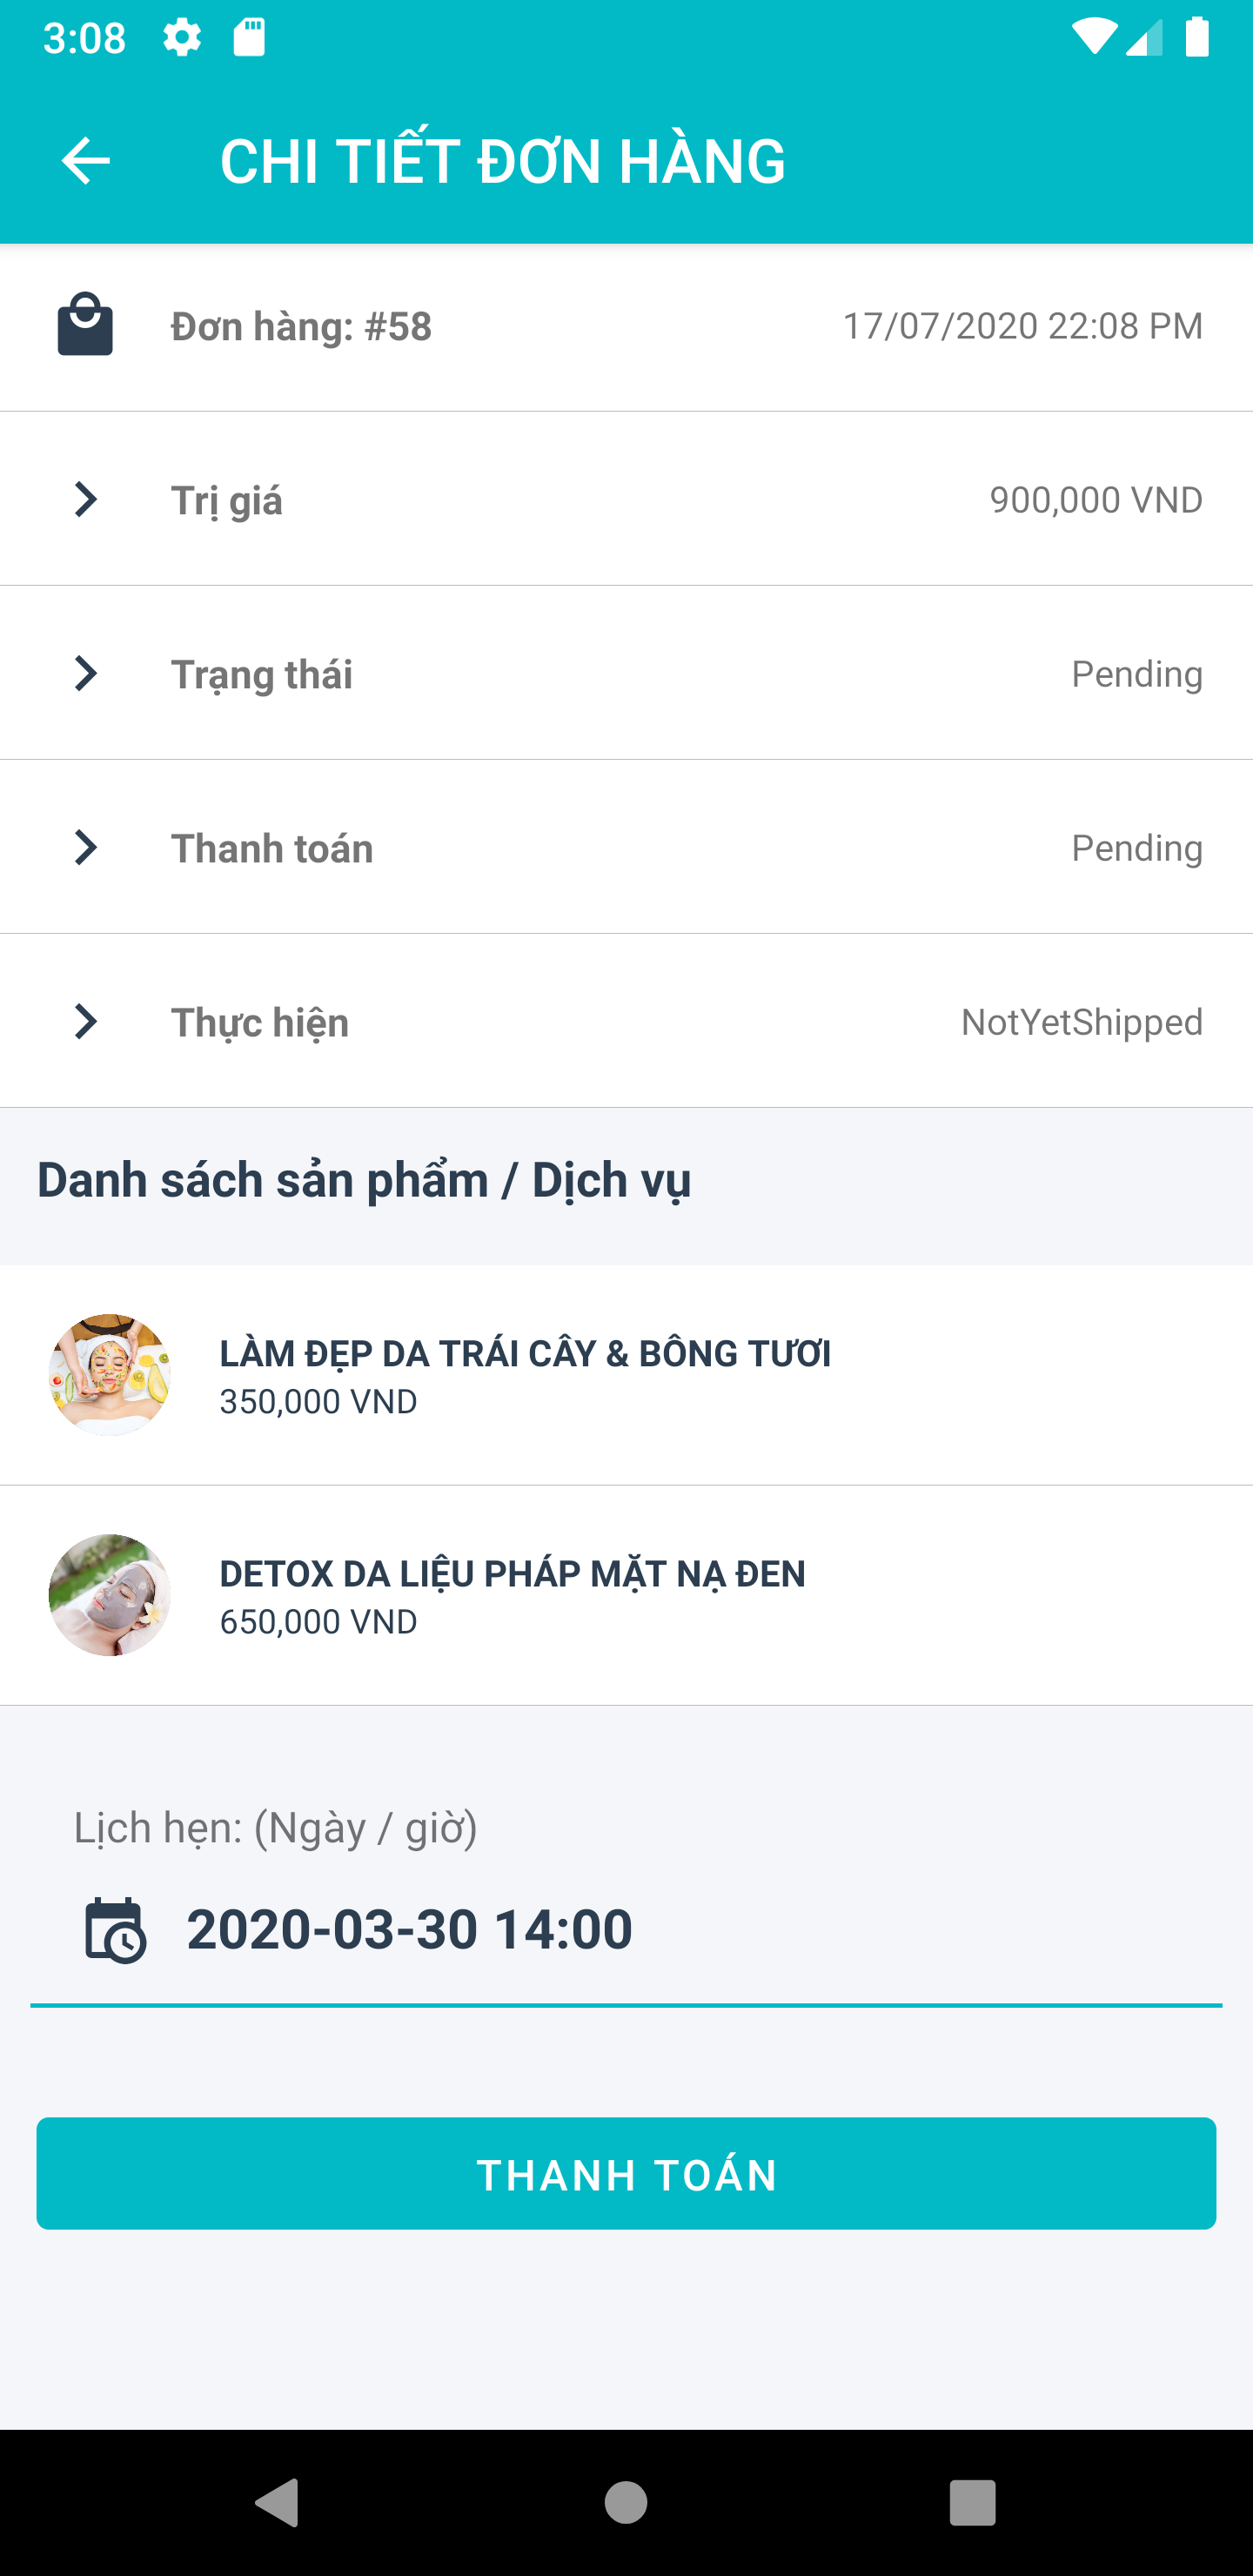 3:08
CHI TIẾT ĐƠN HÀNG
Đơn hàng: #58 17/07/2020 22:08 PM
Trị giá 900,000 VND
Trạng thái Pending
Thanh toán Pending
Thực hiện NotYetShipped
Danh sách sản phẩm / Dịch vụ
LÀM ĐẸP DA TRÁI CÂY & BÔNG TƯƠI
350,000 VND
DETOX DA LIỆU PHÁP MẶT NẠ ĐEN
650,000 VND
Lịch hẹn: (Ngày / giờ)
2020-03-30 14:00
THANH TOÁN